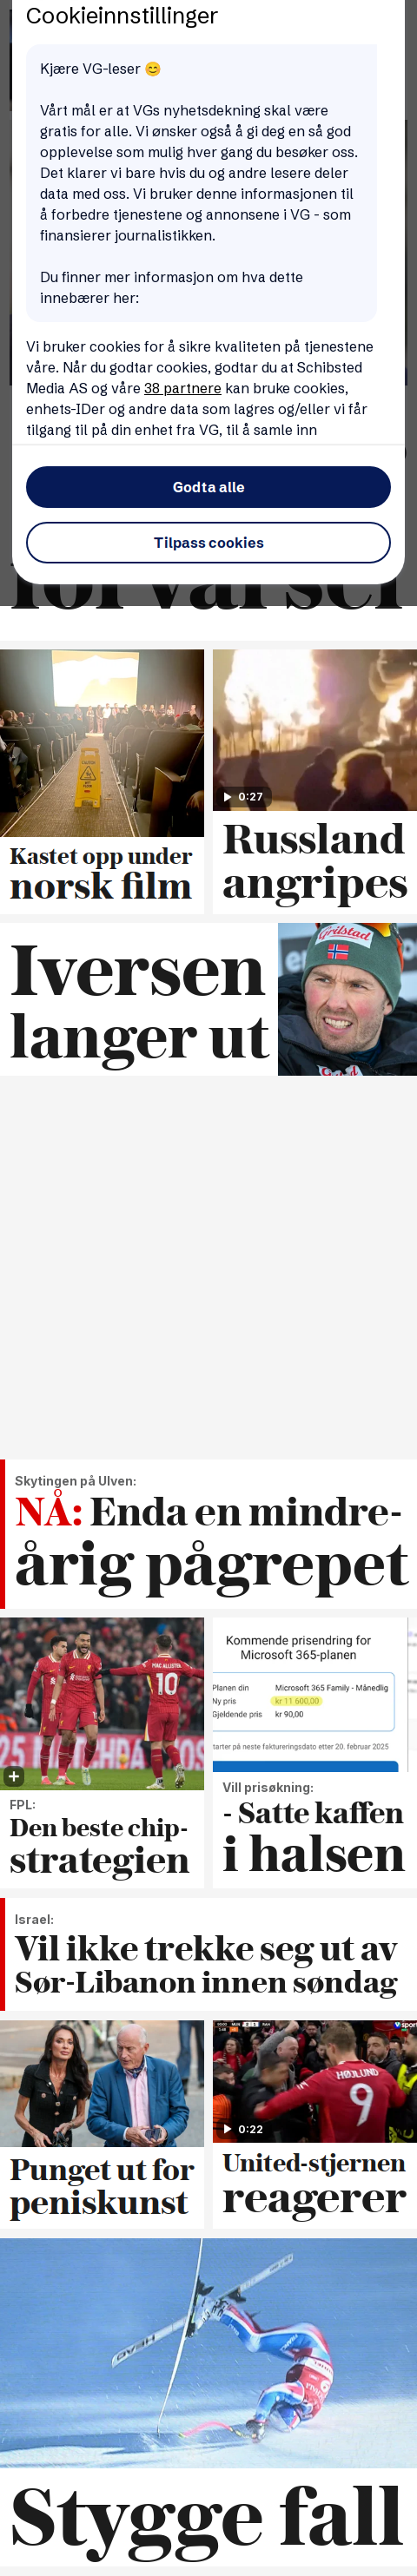 Cookieinnstillinger
Kjære VG-leser 😊
Vårt mål er at VGs nyhetsdekning skal være
gratis for alle. Vi ønsker også å gi deg en så god
opplevelse som mulig hver gang du besøker oss.
Det klarer vi bare hvis du og andre lesere deler
data med oss. Vi bruker denne informasjonen til
å forbedre tjenestene og annonsene i VG - som
finansierer journalistikken.
Du finner mer informasjon om hva dette
innebærer her:
Vi bruker cookies for å sikre kvaliteten på tjenestene
våre. Når du godtar cookies, godtar du at Schibsted
Media AS og våre 38 partnere kan bruke cookies,
enhets-IDer og andre data som lagres og/eller vi får
tilgang til på din enhet fra VG, til å samle inn
Godta alle
Tilpass cookies
0:27
Kastet opp under
norsk film
Russland
angripes
Grilstad
Iversen
langer ut
Skytingen på Ulven:
NÅ: Enda en mindre-
årig pågrepet
MAC ALLISTER
10
FPL:
Den beste chip-
strategien
Kommende prisendring for
Microsoft 365-planen
Planen din Microsoft 365 Family - Månedlig
Ny pris kr 11 600,00
Gjeldende pris kr 90,00
starter på neste faktureringsdato etter 20. februar 2025
Vill prisøkning:
- Satte kaffen
i halsen
Israel:
Vil ikke trekke seg ut av
Sør-Libanon innen søndag
Punget ut for
peniskunst
HØJLUND
9
V sport
0:22
United-stjernen
reagerer
HEAD
Stygge fall